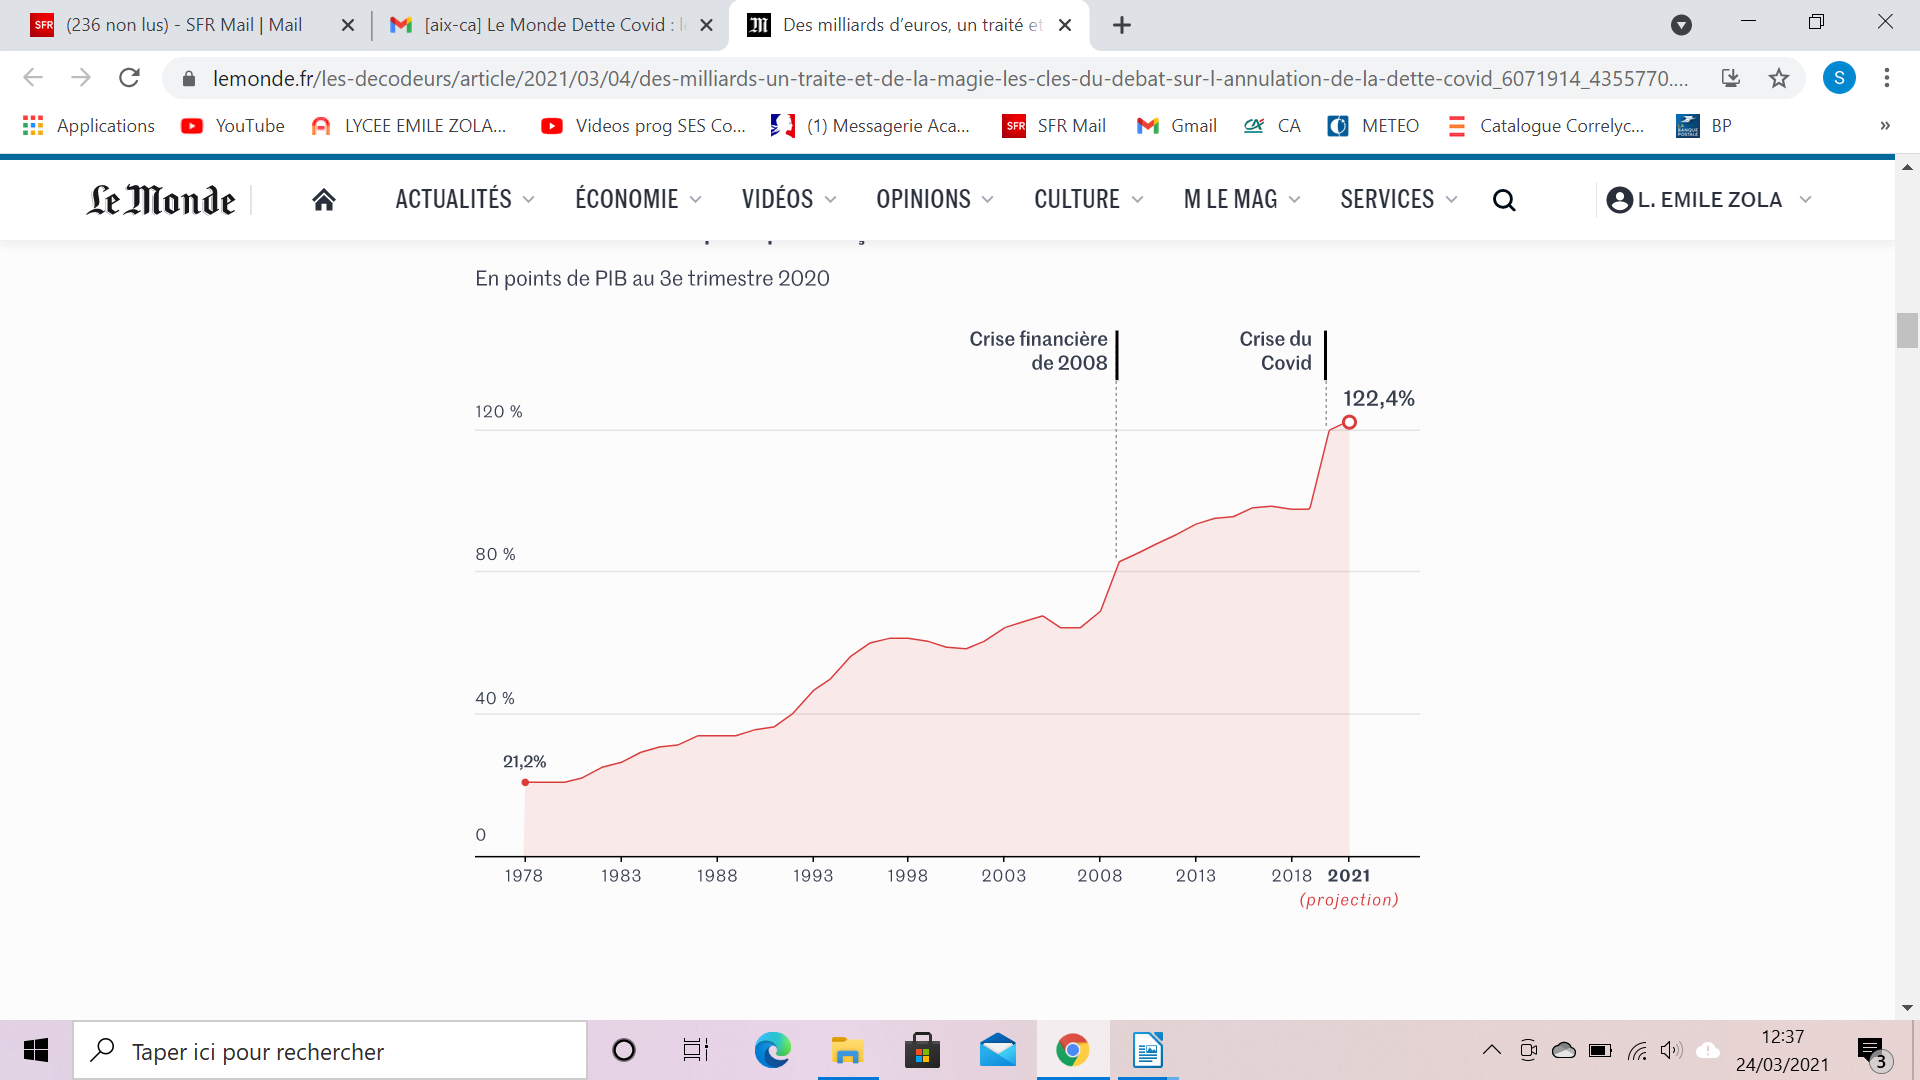 (236 non lus) - SFR Mail | Mail
[aix-ca] Le Monde Dette Covid :
Des milliards d’euros, un traité et
lemonde.fr/les-decodeurs/article/2021/03/04/des-milliards-un-traite-et-de-la-magie-les-cles-du-debat-sur-l-annulation-de-la-dette-covid_6071914_4355770....
S
Applications
YouTube
LYCEE EMILE ZOLA...
Videos prog SES Co...
(1) Messagerie Aca...
SFR
SFR Mail
Gmail
CA
METEO
Catalogue Correlyc...
BP
»
Le Monde
ACTUALITÉS
ÉCONOMIE
VIDÉOS
OPINIONS
CULTURE
M LE MAG
SERVICES
L. EMILE ZOLA
En points de PIB au 3e trimestre 2020
Crise financière
de 2008
Crise du
Covid
122,4%
120 %
80 %
40 %
21,2%
0
1978
1983
1988
1993
1998
2003
2008
2013
2018
2021
(projection)
Taper ici pour rechercher
12:37
24/03/2021
3